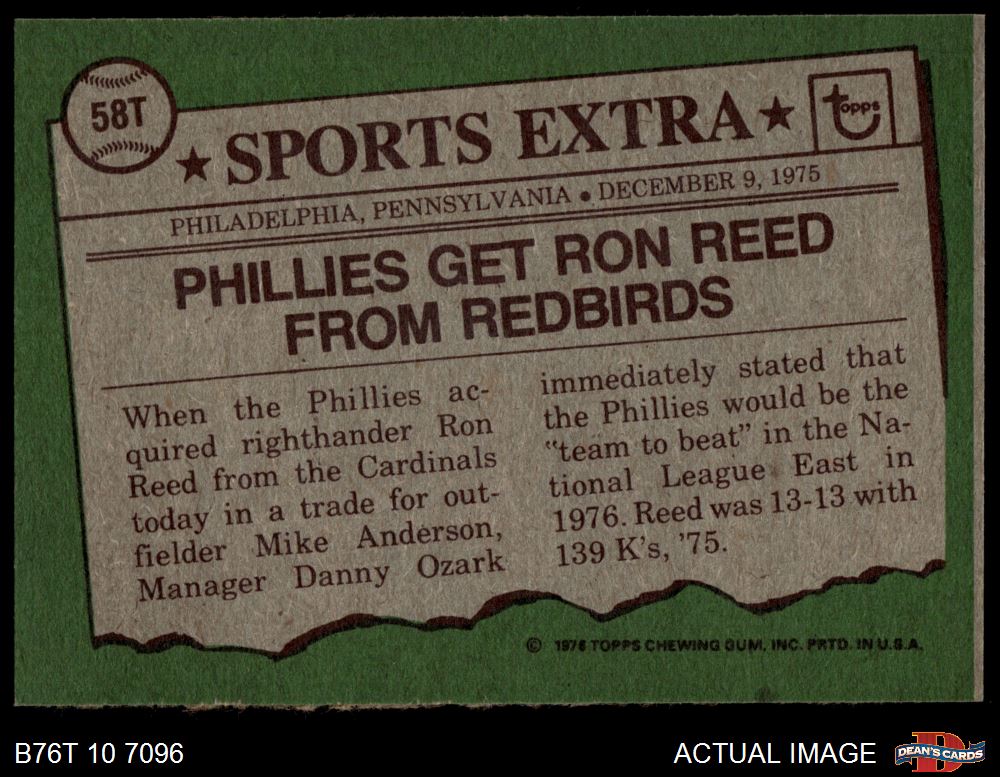 58T
★ SPORTS EXTRA ★
topps
PHILADELPHIA, PENNSYLVANIA • DECEMBER 9, 1975
PHILLIES GET RON REED
FROM REDBIRDS
When the Phillies ac-
quired righthander Ron
Reed from the Cardinals
today in a trade for out-
fielder Mike Anderson,
Manager Danny Ozark
immediately stated that
the Phillies would be the
“team to beat” in the Na-
tional League East in
1976. Reed was 13-13 with
139 K’s, ’75.
© 1976 TOPPS CHEWING GUM, INC. PRTD. IN U.S.A.
B76T 10 7096
ACTUAL IMAGE
D
DEAN'S CARDS